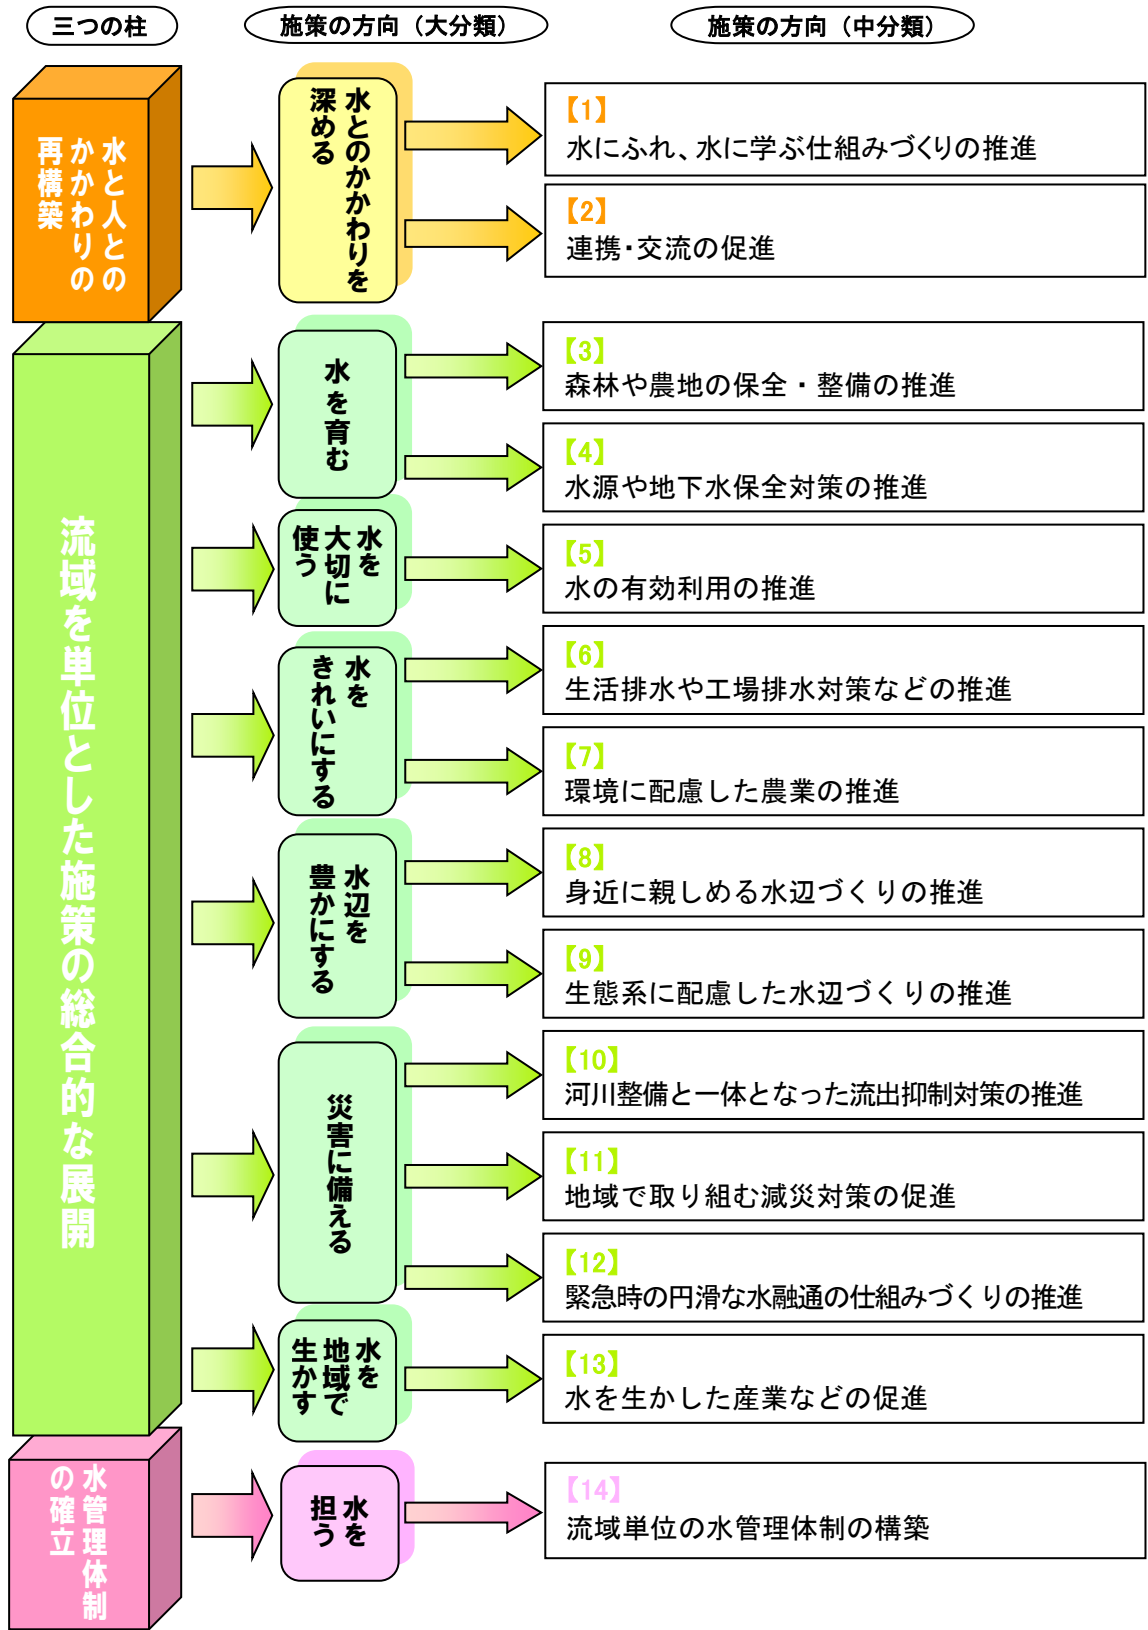 三つの柱
施策の方向（大分類）
施策の方向（中分類）
水と人との
かかわりの
再構築
水とのかかわりを
深める
【1】
水にふれ、水に学ぶ仕組みづくりの推進
【2】
連携・交流の促進
流域を単位とした施策の総合的な展開
水を育む
【3】
森林や農地の保全・整備の推進
【4】
水源や地下水保全対策の推進
水を
大切に
使う
【5】
水の有効利用の推進
水を
きれいにする
【6】
生活排水や工場排水対策などの推進
【7】
環境に配慮した農業の推進
水辺を
豊かにする
【8】
身近に親しめる水辺づくりの推進
【9】
生態系に配慮した水辺づくりの推進
災害に備える
【10】
河川整備と一体となった流出抑制対策の推進
【11】
地域で取り組む減災対策の促進
【12】
緊急時の円滑な水融通の仕組みづくりの推進
水を
地域で
生かす
【13】
水を生かした産業などの促進
水管理体制
の確立
水を
担う
【14】
流域単位の水管理体制の構築